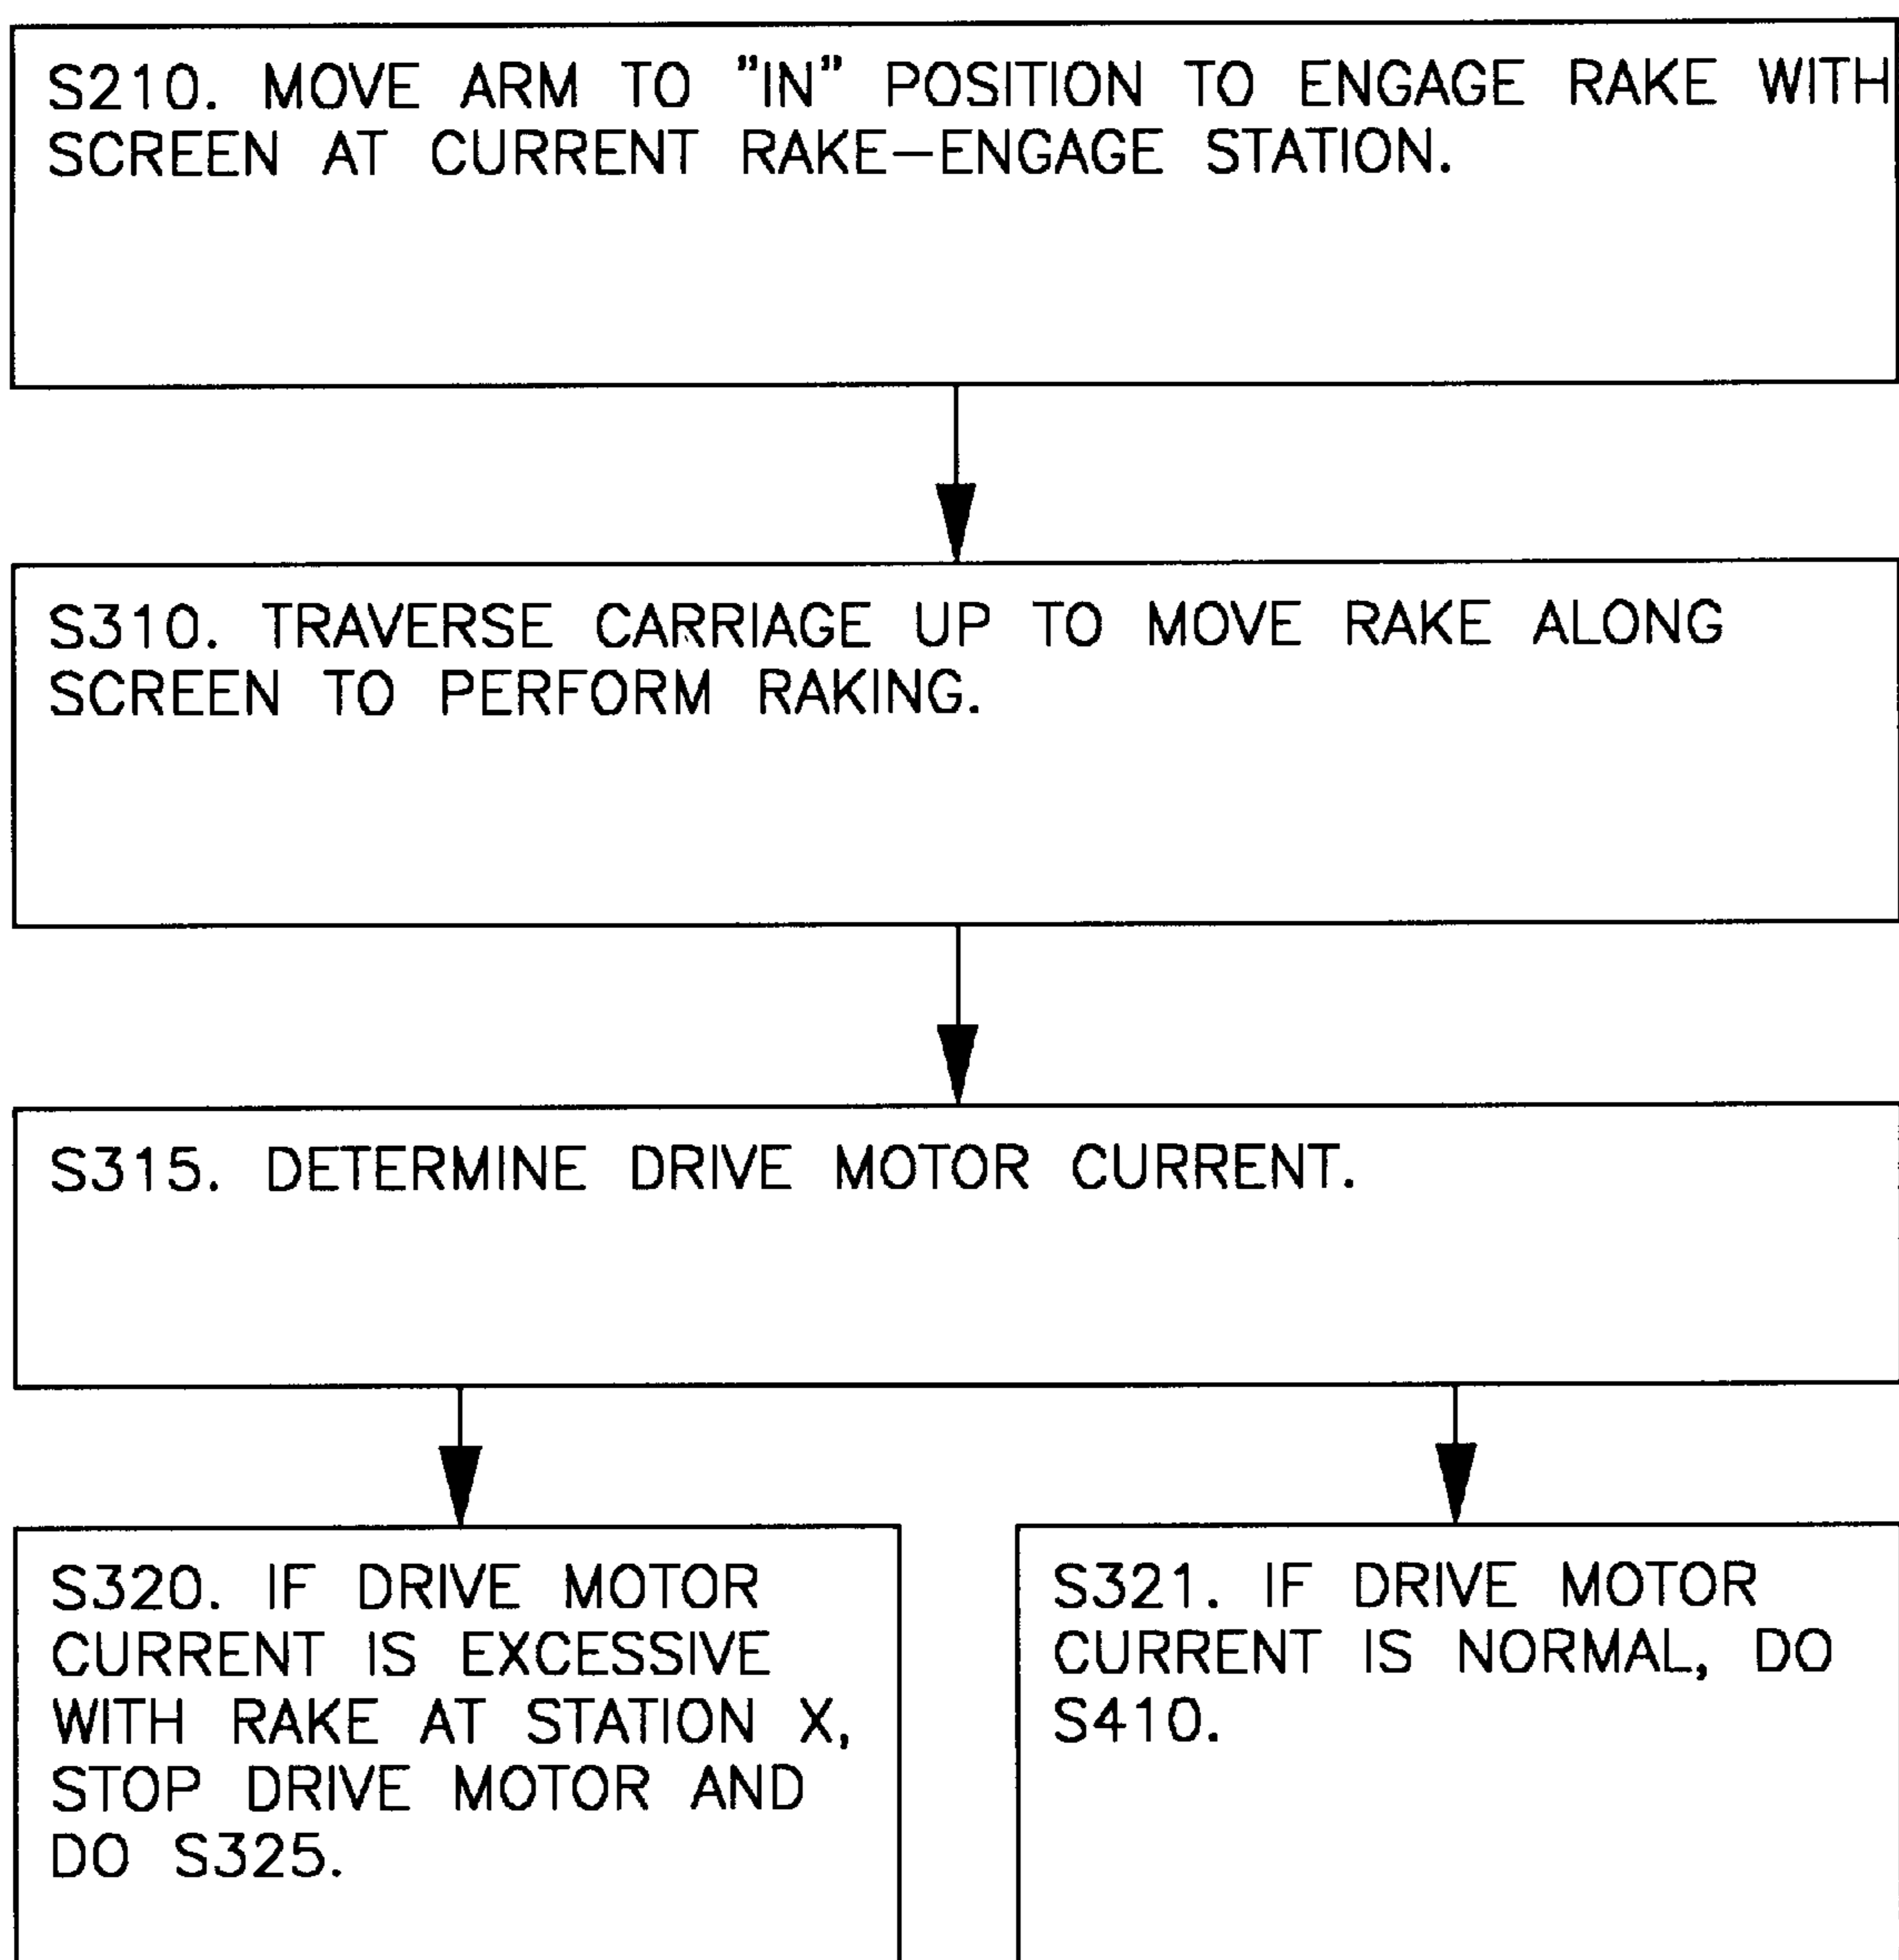 S210. MOVE ARM TO "IN" POSITION TO ENGAGE RAKE WITH
SCREEN AT CURRENT RAKE–ENGAGE STATION.
S310. TRAVERSE CARRIAGE UP TO MOVE RAKE ALONG
SCREEN TO PERFORM RAKING.
S315. DETERMINE DRIVE MOTOR CURRENT.
S320. IF DRIVE MOTOR
CURRENT IS EXCESSIVE
WITH RAKE AT STATION X,
STOP DRIVE MOTOR AND
DO S325.
S321. IF DRIVE MOTOR
CURRENT IS NORMAL, DO
S410.